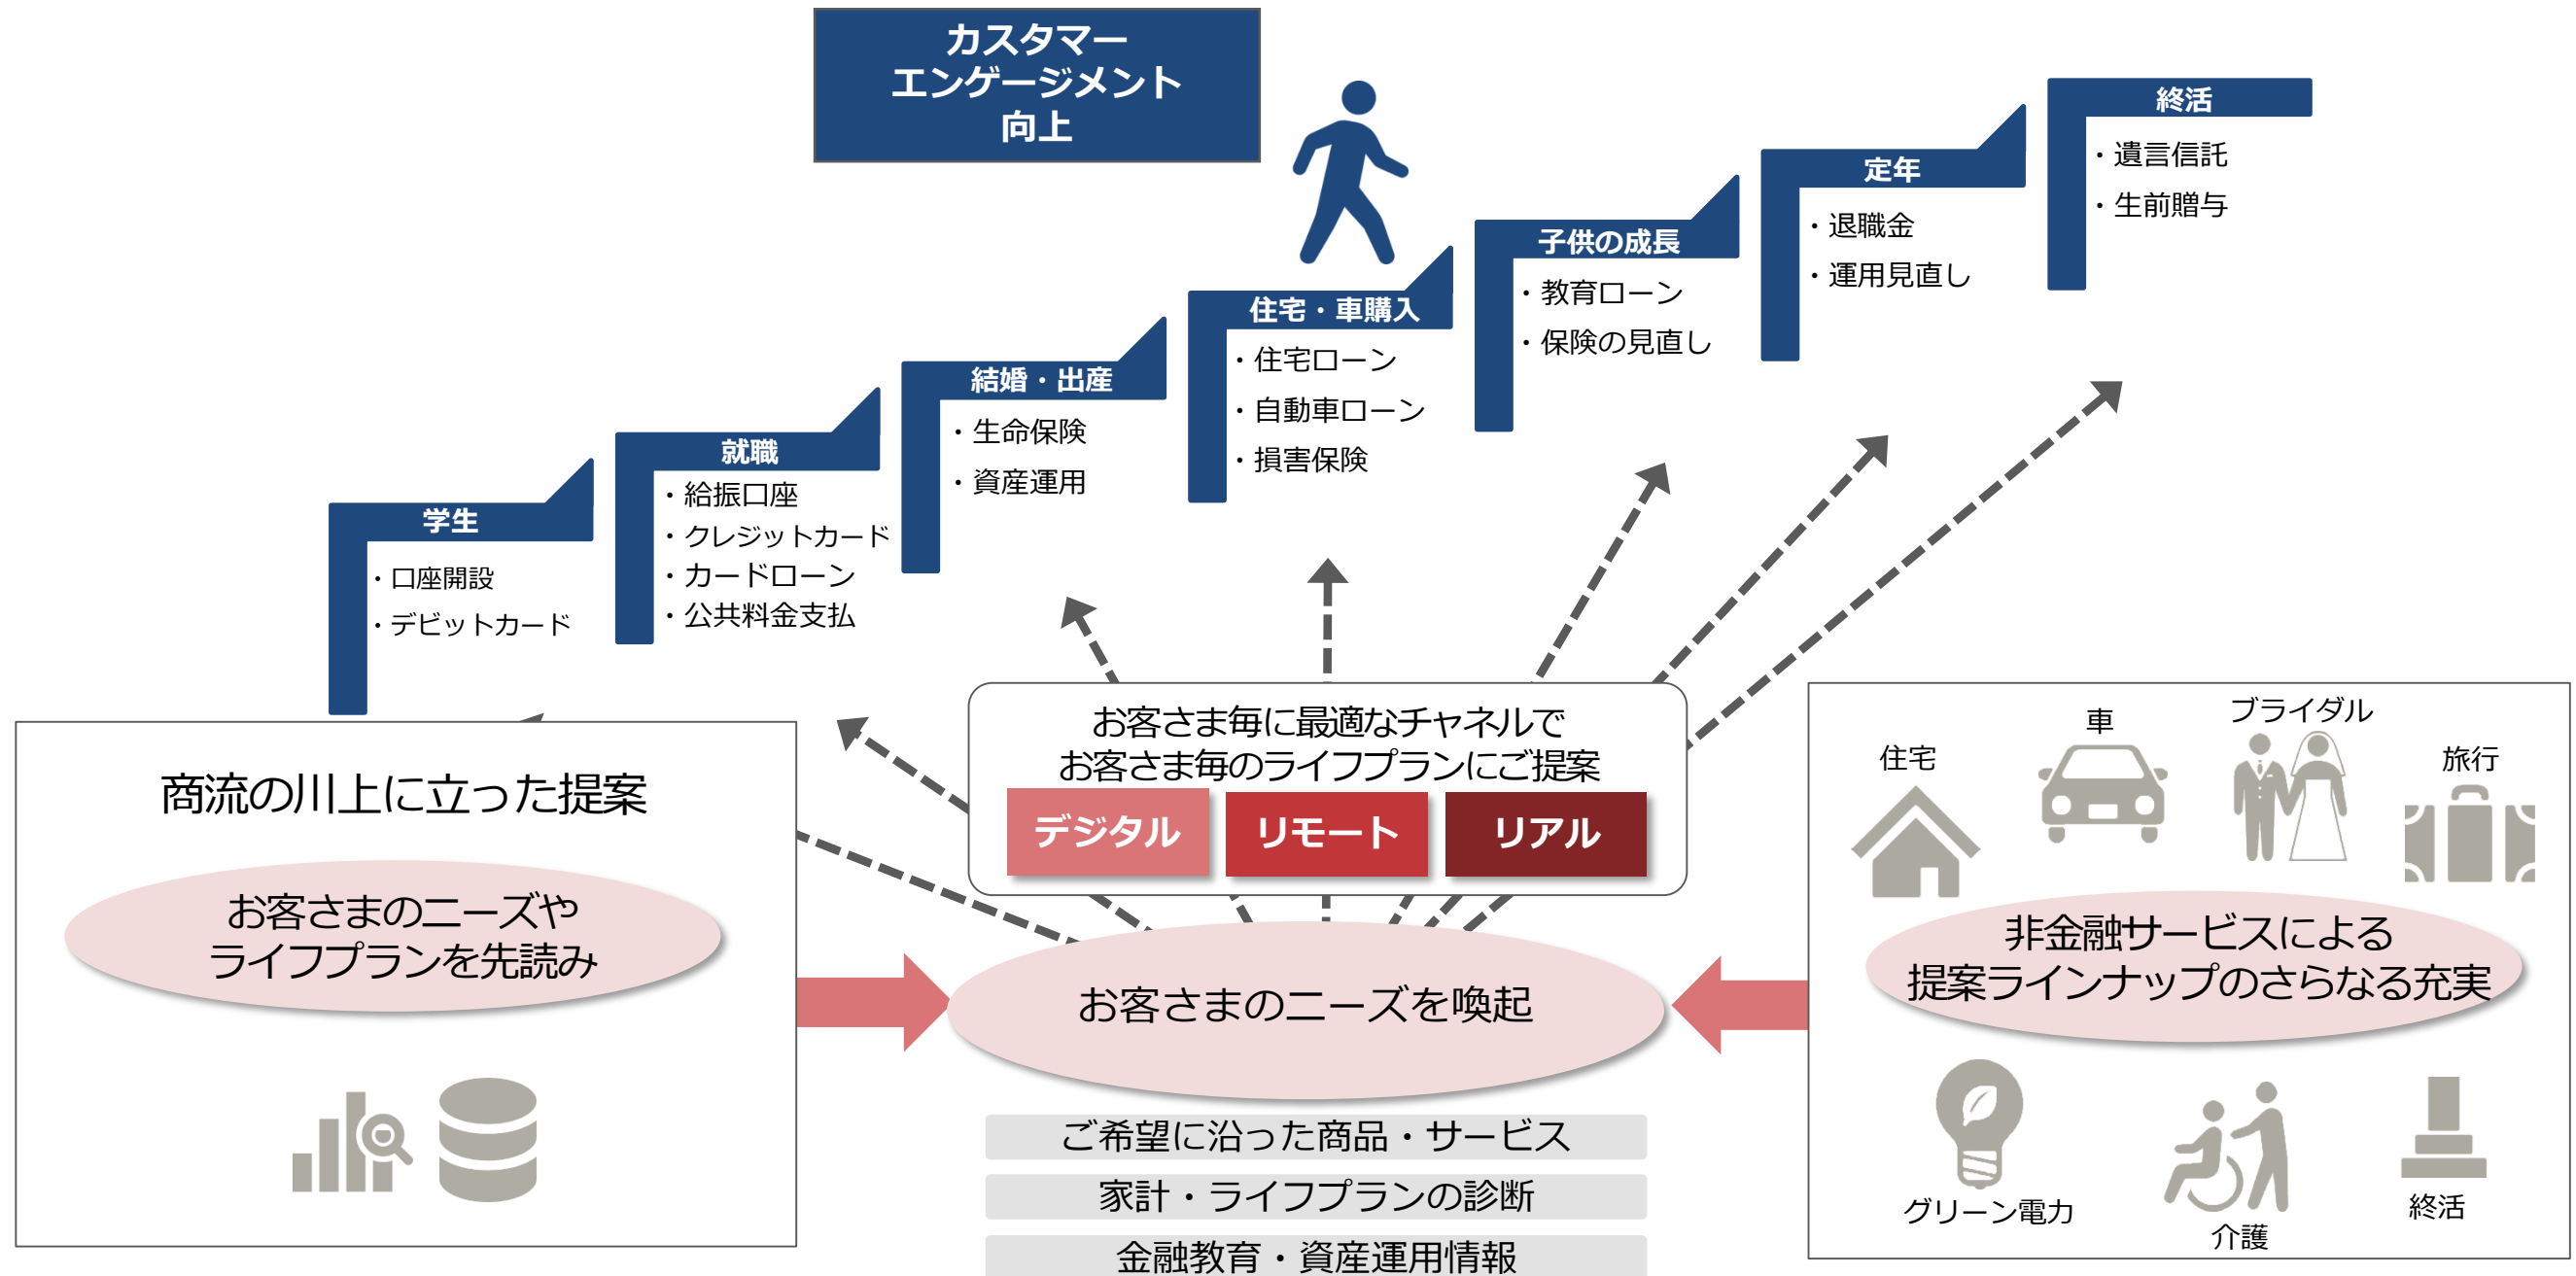 カスタマー
エンゲージメント
向上
終活
・遺言信託
・生前贈与
定年
・退職金
・運用見直し
子供の成長
・教育ローン
・保険の見直し
住宅・車購入
・住宅ローン
・自動車ローン
・損害保険
結婚・出産
・生命保険
・資産運用
就職
・給振口座
・クレジットカード
・カードローン
・公共料金支払
学生
・口座開設
・デビットカード
商流の川上に立った提案
お客さまのニーズや
ライフプランを先読み
お客さま毎に最適なチャネルで
お客さま毎のライフプランにご提案
デジタル
リモート
リアル
お客さまのニーズを喚起
ご希望に沿った商品・サービス
家計・ライフプランの診断
金融教育・資産運用情報
住宅
車
ブライダル
旅行
非金融サービスによる
提案ラインナップのさらなる充実
グリーン電力
介護
終活